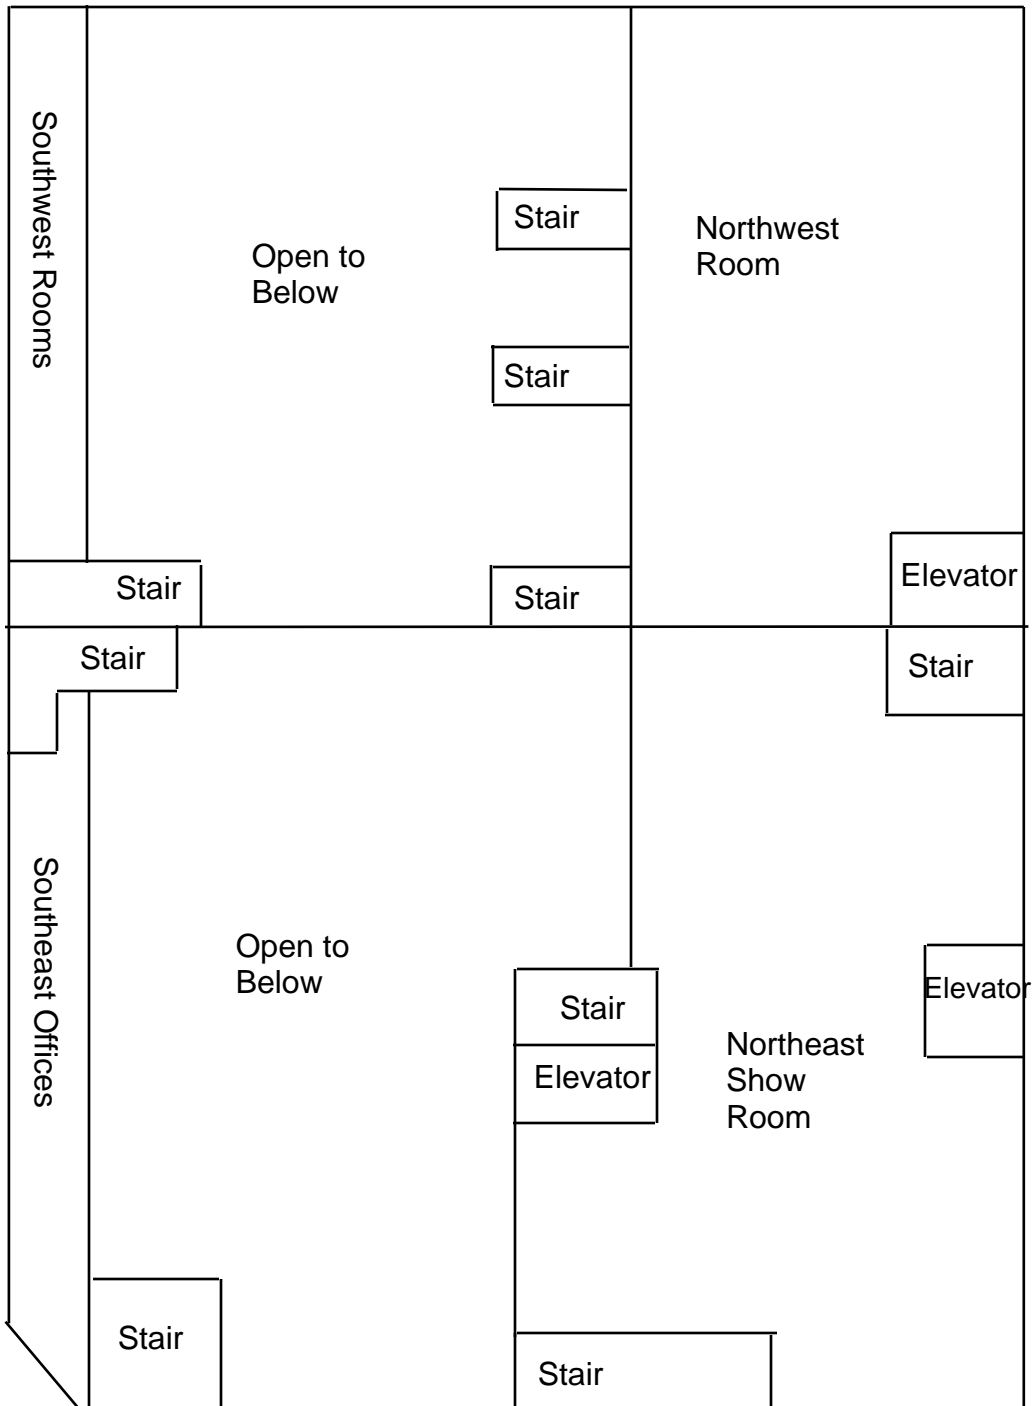 Southwest Rooms
Open to
Below
Stair
Northwest
Room
Stair
Stair
Stair
Elevator
Stair
Stair
Southeast Offices
Open to
Below
Stair
Elevator
Elevator
Northeast
Show
Room
Stair
Stair